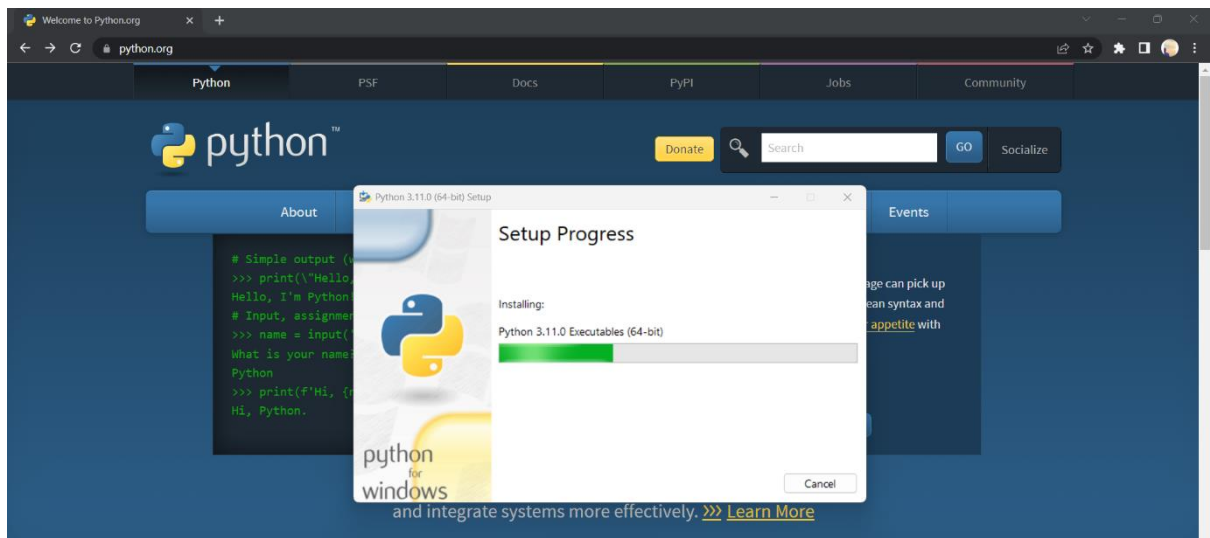 Welcome to Python.org
python.org
Python PSF Docs PyPI Jobs Community
python™
Donate Search GO Socialize
About Events
Python 3.11.0 (64-bit) Setup
Setup Progress
Installing:
Python 3.11.0 Executables (64-bit)
Cancel
python
for
windows
# Simple output (
>>> print(\"Hello,
Hello, I'm Python!
# Input, assignmen
>>> name = input('
What is your name?
Python
>>> print(f'Hi, {n
Hi, Python.
age can pick up
ean syntax and
appetite with
and integrate systems more effectively. >>> Learn More